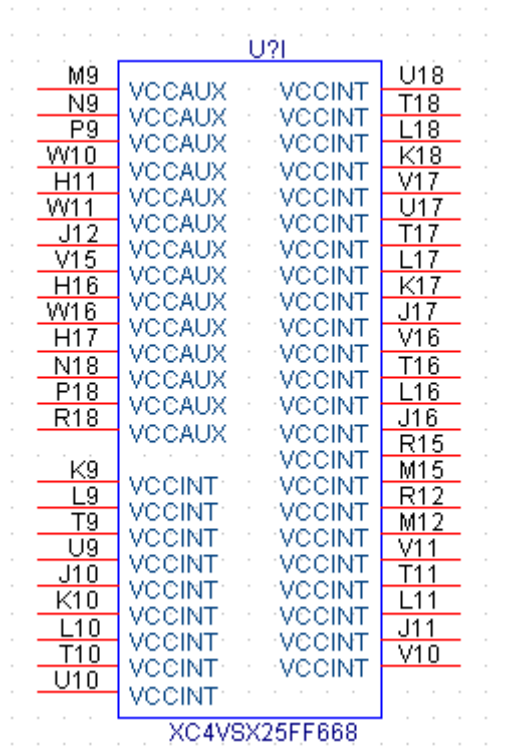 U?I
M9 VCCAUX VCCINT U18
N9 VCCAUX VCCINT T18
P9 VCCAUX VCCINT L18
W10 VCCAUX VCCINT K18
H11 VCCAUX VCCINT V17
W11 VCCAUX VCCINT U17
J12 VCCAUX VCCINT T17
V15 VCCAUX VCCINT L17
H16 VCCAUX VCCINT K17
W16 VCCAUX VCCINT J17
H17 VCCAUX VCCINT V16
N18 VCCAUX VCCINT T16
P18 VCCAUX VCCINT L16
R18 VCCAUX VCCINT J16
VCCINT R15
K9 VCCINT VCCINT M15
L9 VCCINT VCCINT R12
T9 VCCINT VCCINT M12
U9 VCCINT VCCINT V11
J10 VCCINT VCCINT T11
K10 VCCINT VCCINT L11
L10 VCCINT VCCINT J11
T10 VCCINT VCCINT V10
U10 VCCINT
XC4VSX25FF668